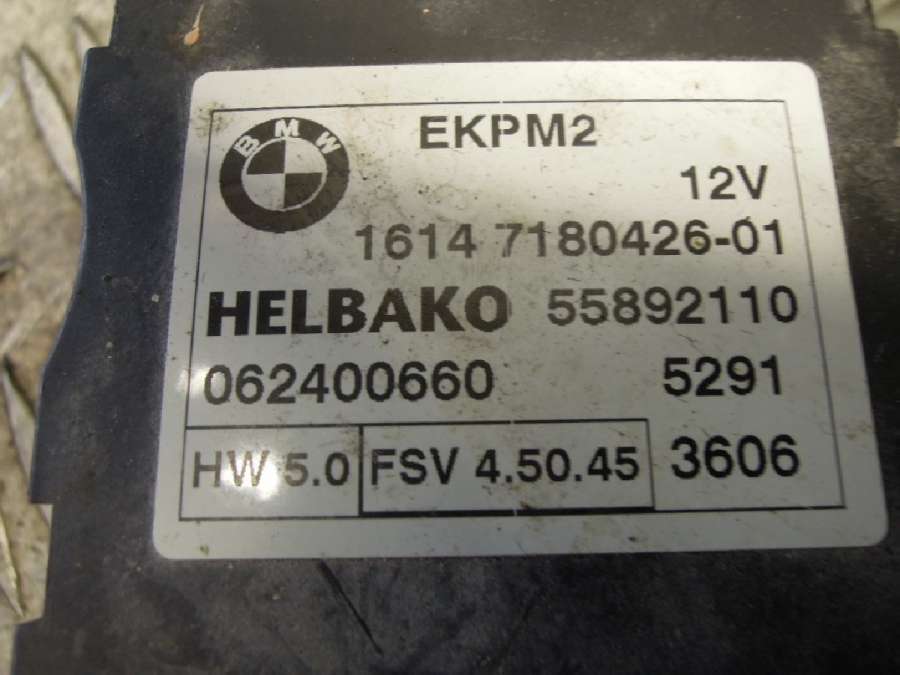 BMW EKPM2
12V
1614 7180426-01
HELBAKO 55892110
062400660 5291
HW 5.0 FSV 4.50.45 3606